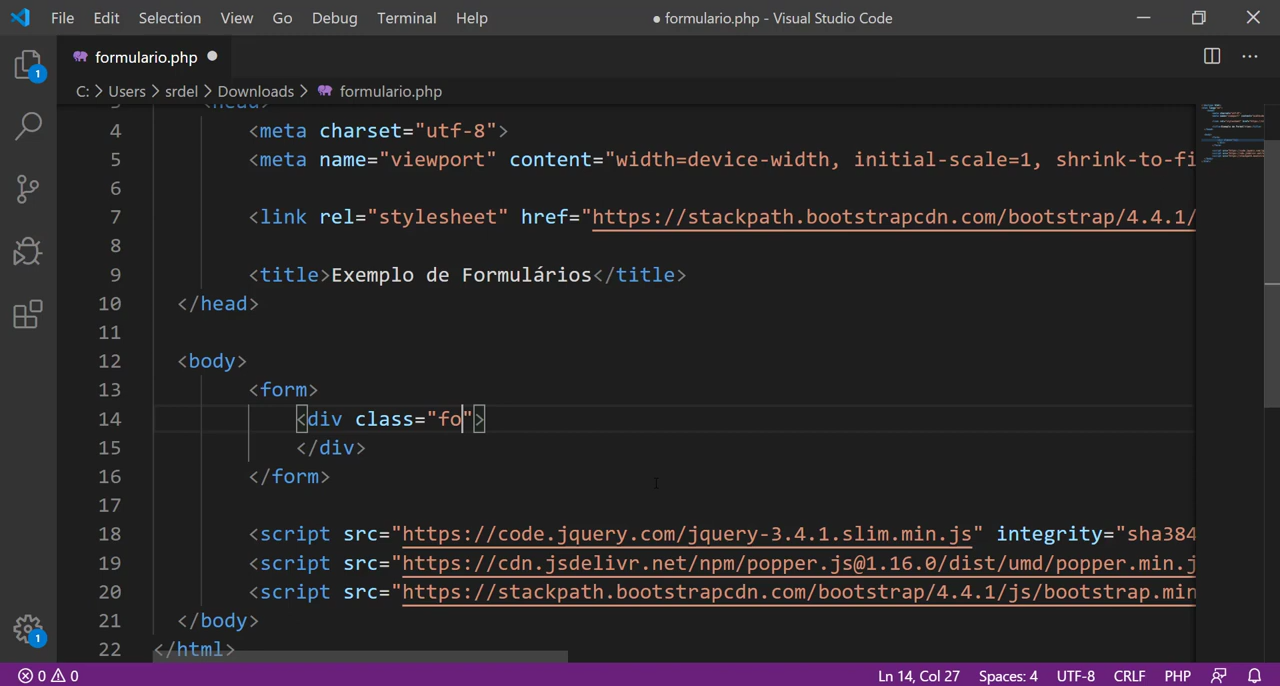 File Edit Selection View Go Debug Terminal Help ● formulario.php - Visual Studio Code
formulario.php
C: > Users > srdel > Downloads > formulario.php
1
3 <head>
4 <meta charset="utf-8">
5 <meta name="viewport" content="width=device-width, initial-scale=1, shrink-to-fi
6
7 <link rel="stylesheet" href="https://stackpath.bootstrapcdn.com/bootstrap/4.4.1/
8
9 <title>Exemplo de Formulários</title>
10 </head>
11
12 <body>
13 <form>
14 <div class="fo">
15 </div>
16 </form>
17
18 <script src="https://code.jquery.com/jquery-3.4.1.slim.min.js" integrity="sha384
19 <script src="https://cdn.jsdelivr.net/npm/popper.js@1.16.0/dist/umd/popper.min.j
20 <script src="https://stackpath.bootstrapcdn.com/bootstrap/4.4.1/js/bootstrap.min
21 </body>
22 </html>
1
0 0 Ln 14, Col 27 Spaces: 4 UTF-8 CRLF PHP